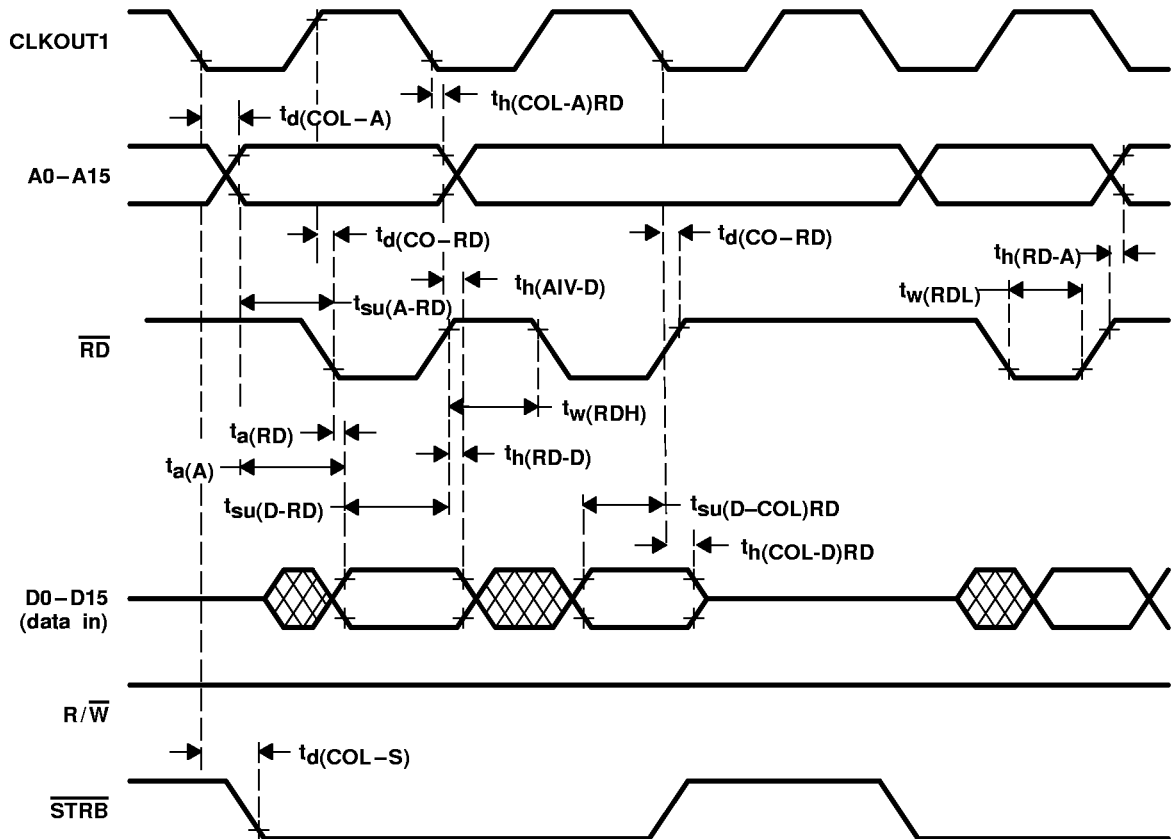 CLKOUT1
th(COL-A)RD
td(COL–A)
A0–A15
td(CO–RD)
td(CO–RD)
th(RD-A)
th(AIV-D)
tsu(A-RD)
tw(RDL)
RD
tw(RDH)
ta(RD)
th(RD-D)
ta(A)
tsu(D-RD)
tsu(D–COL)RD
th(COL-D)RD
D0–D15
(data in)
R/W
td(COL–S)
STRB